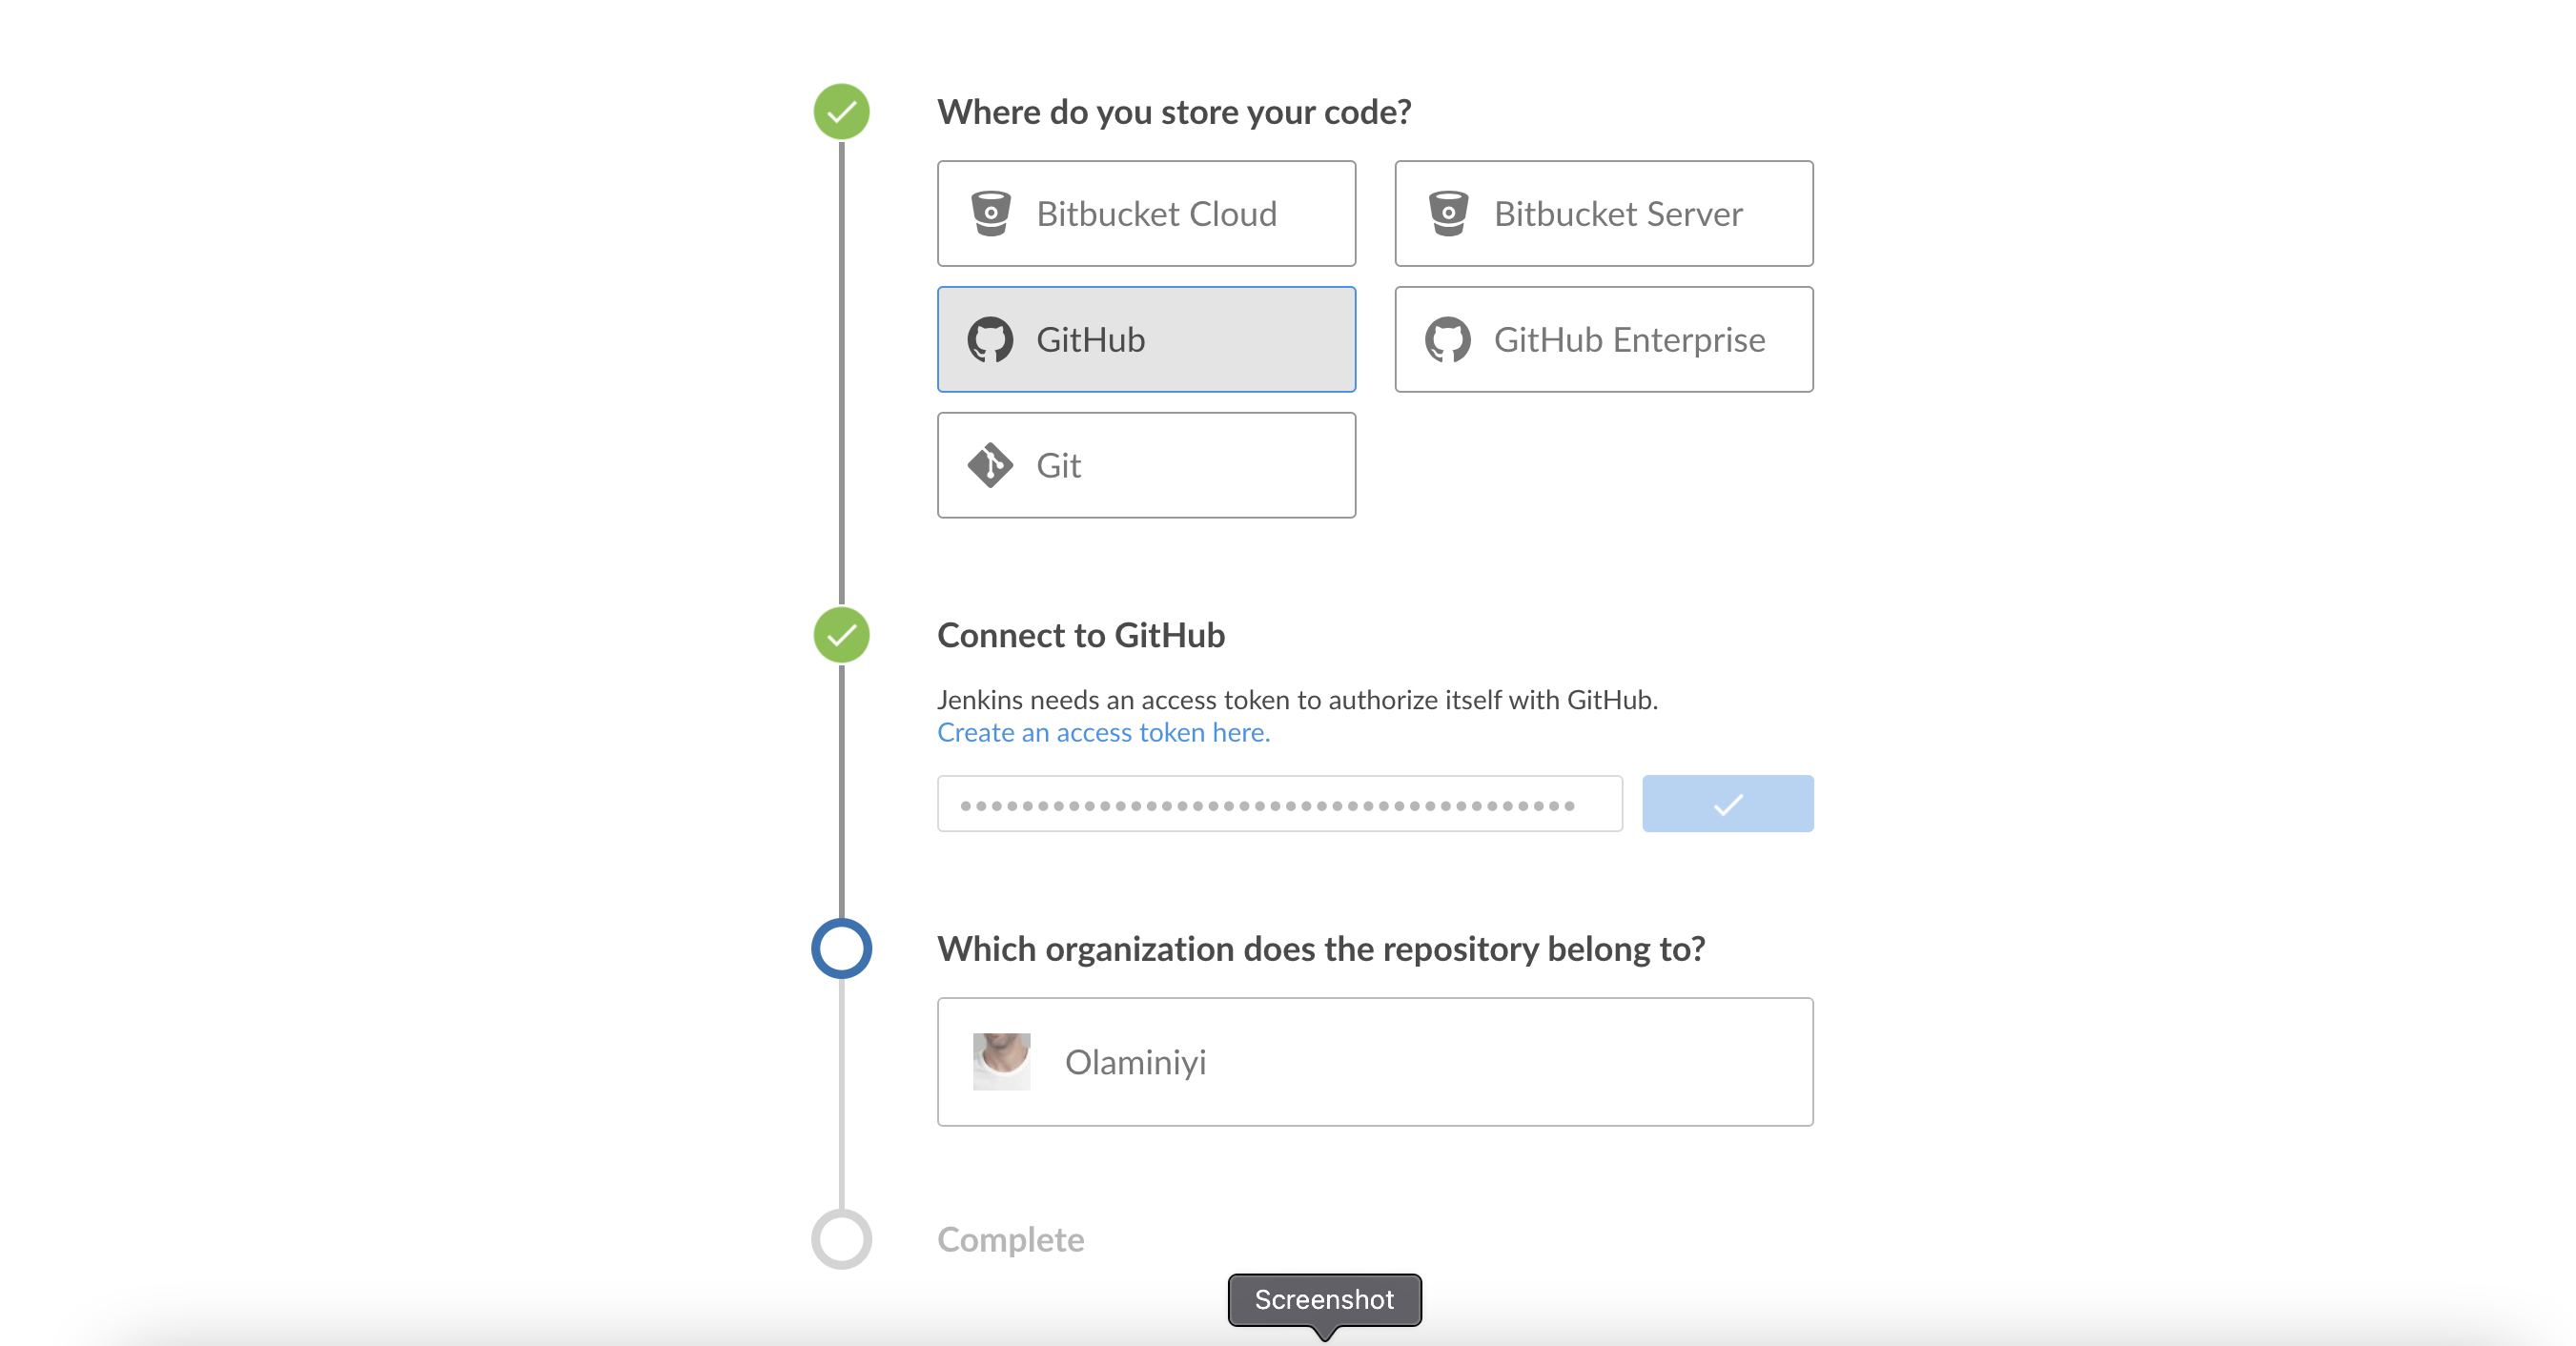 Where do you store your code?
Bitbucket Cloud
Bitbucket Server
GitHub
GitHub Enterprise
Git
Connect to GitHub
Jenkins needs an access token to authorize itself with GitHub.
Create an access token here.
Which organization does the repository belong to?
Olaminiyi
Complete
Screenshot